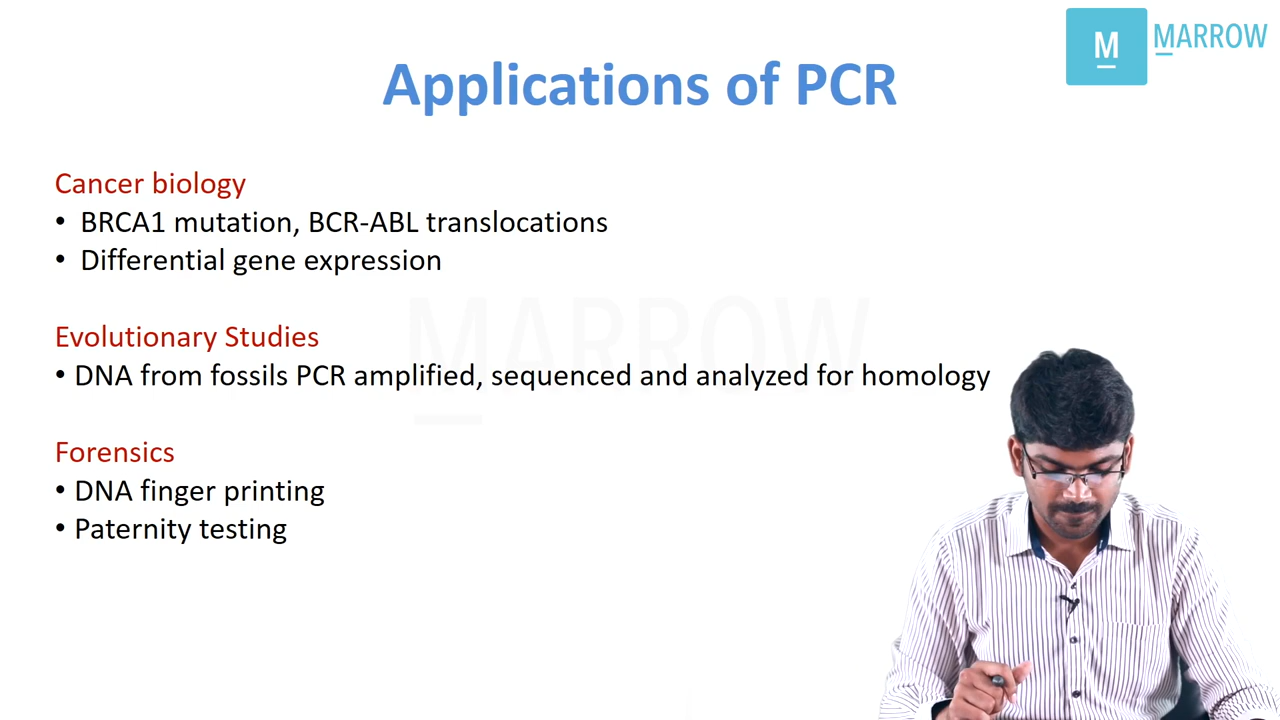 M MARROW
Applications of PCR
Cancer biology
• BRCA1 mutation, BCR-ABL translocations
• Differential gene expression
MARROW
Evolutionary Studies
• DNA from fossils PCR amplified, sequenced and analyzed for homology
Forensics
• DNA finger printing
• Paternity testing